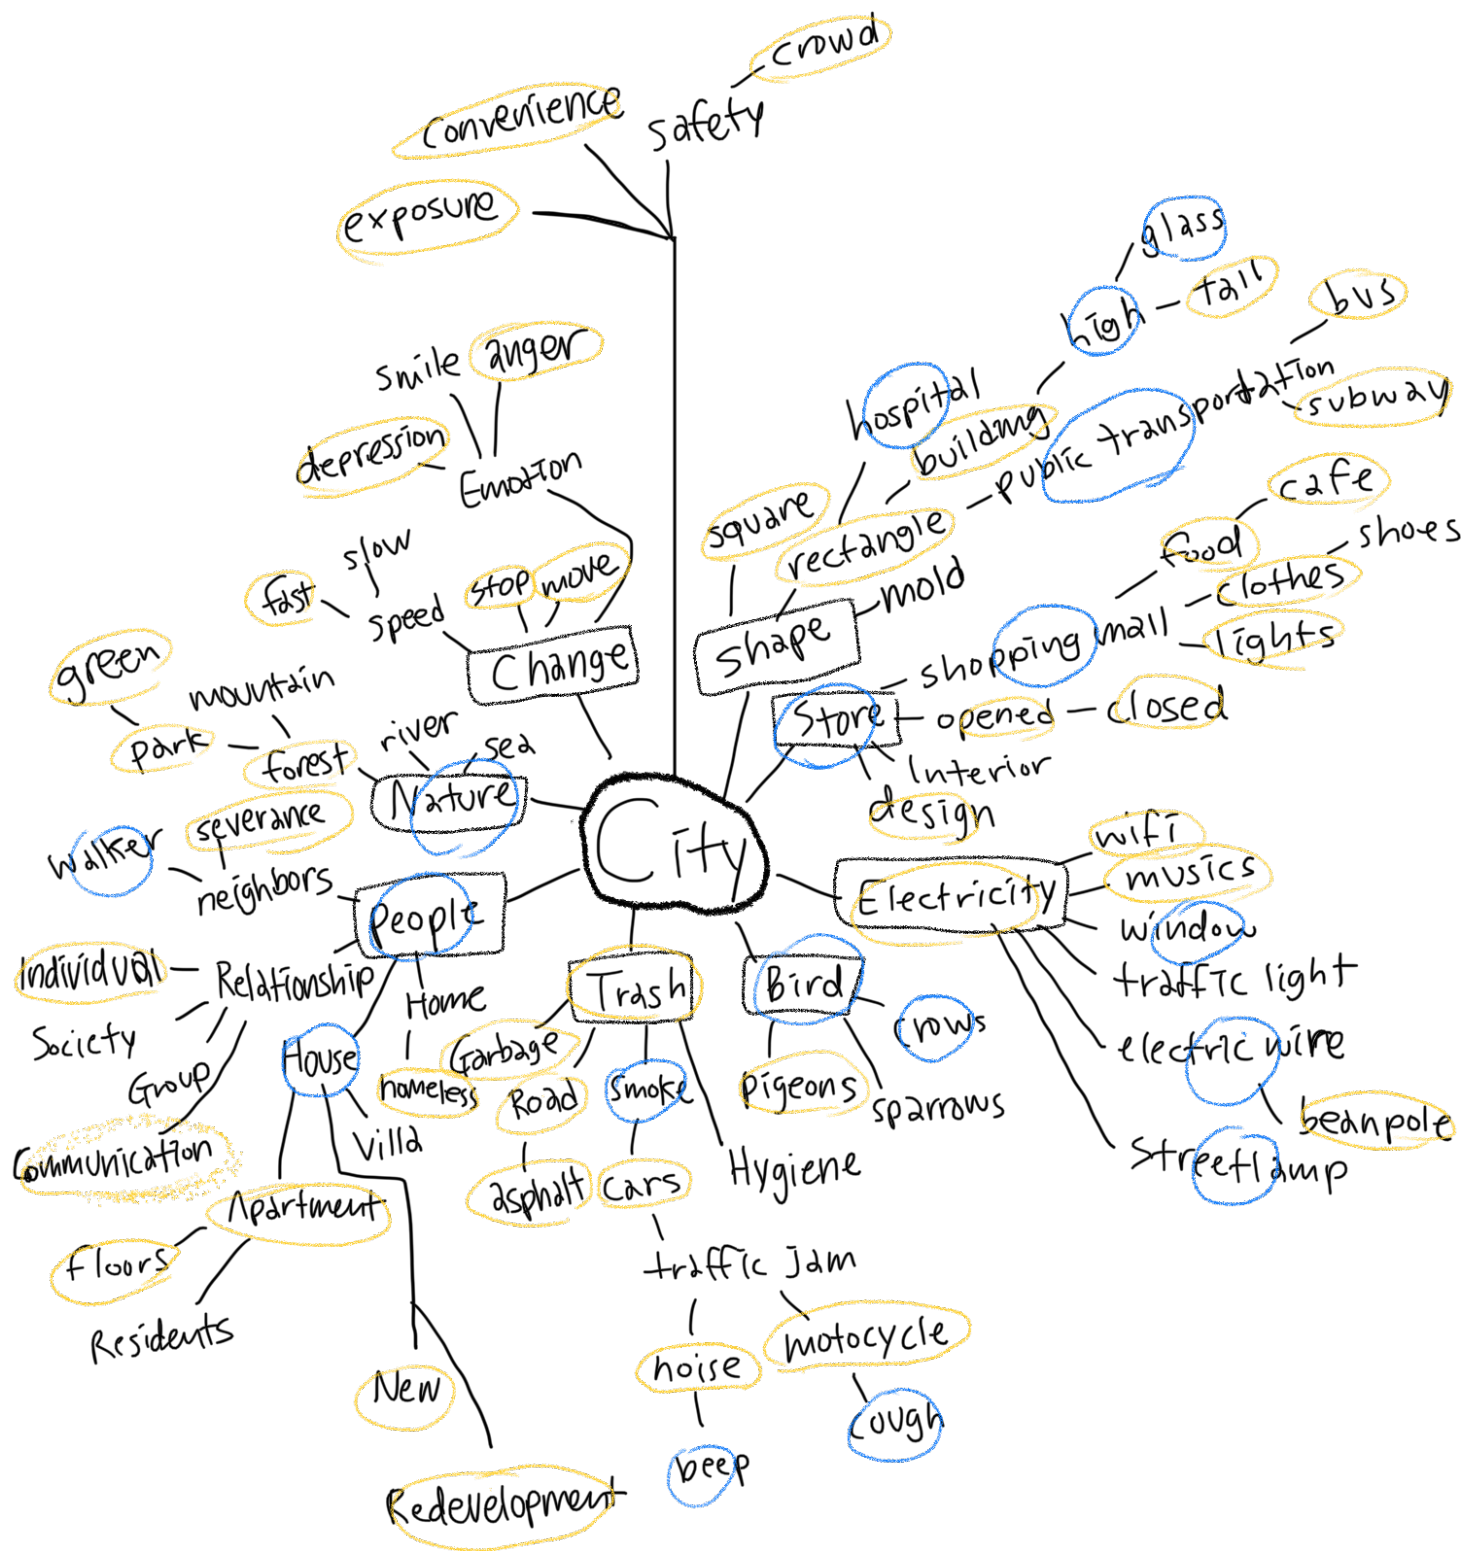 crowd
convenience
safety
exposure
glass
tall
bus
high
smile
anger
hospital
public transportation
subway
building
depression
Emotion
square
cafe
rectangle
food
shoes
slow
stop
move
mold
clothes
fast
speed
shape
shopping mall
lights
green
Change
mountain
Store
opened
closed
park
river
sea
forest
Interior
Nature
design
severance
City
wifi
walker
neighbors
musics
people
Electricity
window
Individual
Relationship
Trash
Bird
traffic light
Home
Society
crows
House
Garbage
electric wire
Group
homeless
Road
smoke
pigeons
sparrows
beanpole
Villa
Communication
Hygiene
Streetlamp
asphalt
cars
Apartment
floors
traffic jam
Residents
motocycle
noise
New
cough
beep
Redevelopment